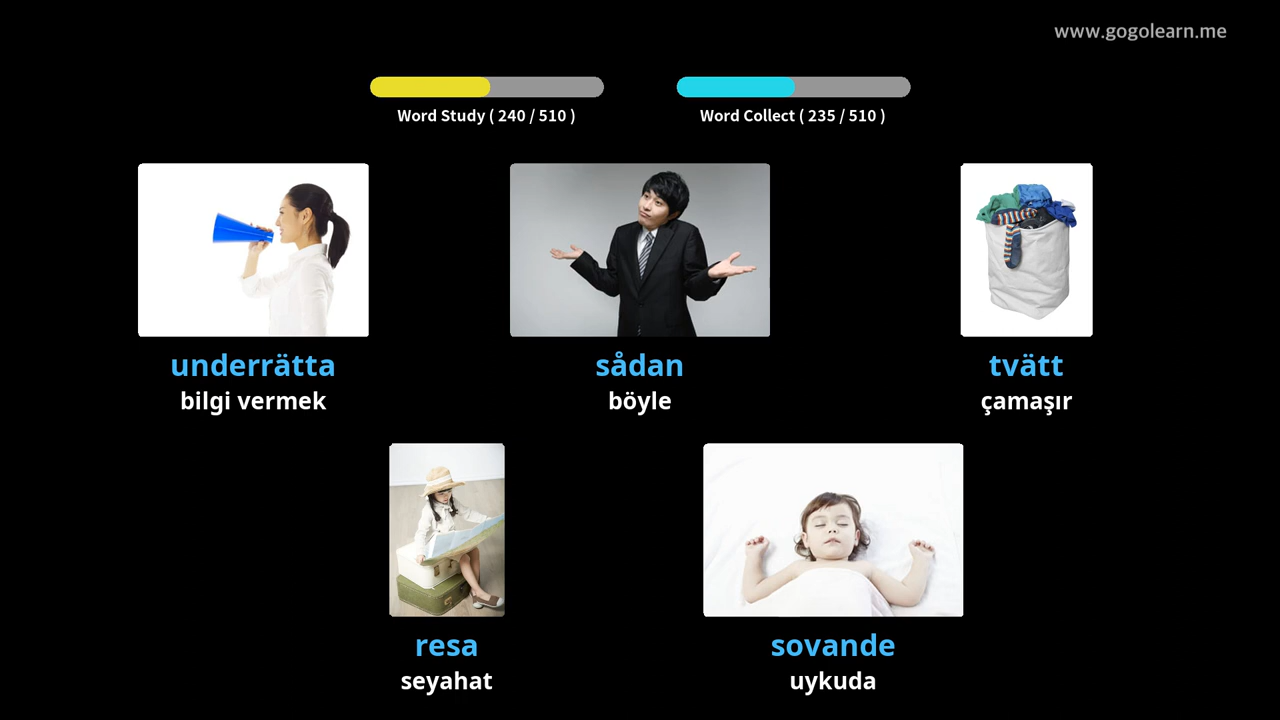 www.gogolearn.me
Word Study ( 240 / 510 )
Word Collect ( 235 / 510 )
underrätta
bilgi vermek
sådan
böyle
tvätt
çamaşır
resa
seyahat
sovande
uykuda